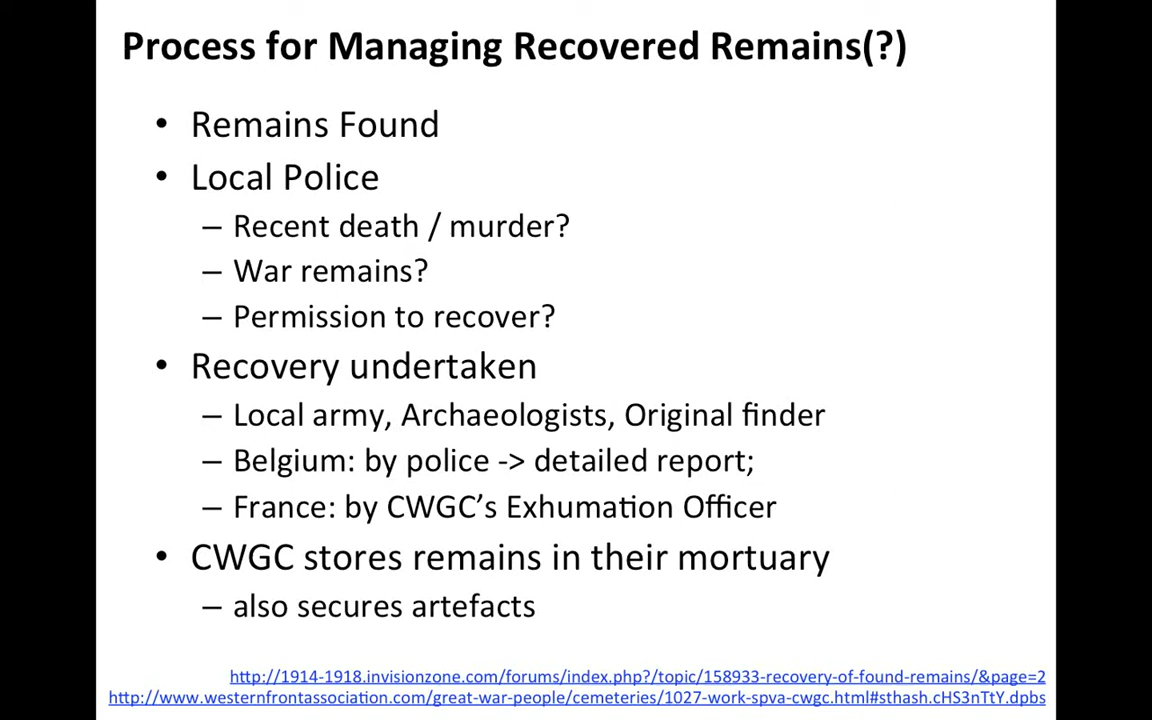 Process for Managing Recovered Remains(?)
• Remains Found
• Local Police
– Recent death / murder?
– War remains?
– Permission to recover?
• Recovery undertaken
– Local army, Archaeologists, Original finder
– Belgium: by police -> detailed report;
– France: by CWGC’s Exhumation Officer
• CWGC stores remains in their mortuary
– also secures artefacts
http://1914-1918.invisionzone.com/forums/index.php?/topic/158933-recovery-of-found-remains/&page=2
http://www.westernfrontassociation.com/great-war-people/cemeteries/1027-work-spva-cwgc.html#sthash.cHS3nTtY.dpbs